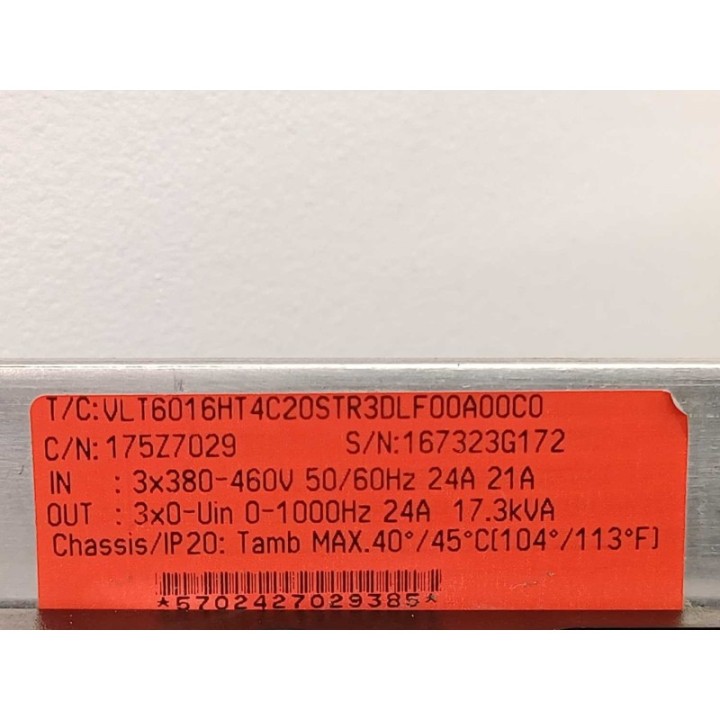 T/C:VLT6016HT4C20STR3DLF00A00C0
C/N:175Z7029 S/N:167323G172
IN : 3x380-460V 50/60Hz 24A 21A
OUT : 3x0-Uin 0-1000Hz 24A 17.3kVA
Chassis/IP20: Tamb MAX.40°/45°C(104°/113°F)
*5702427029385*